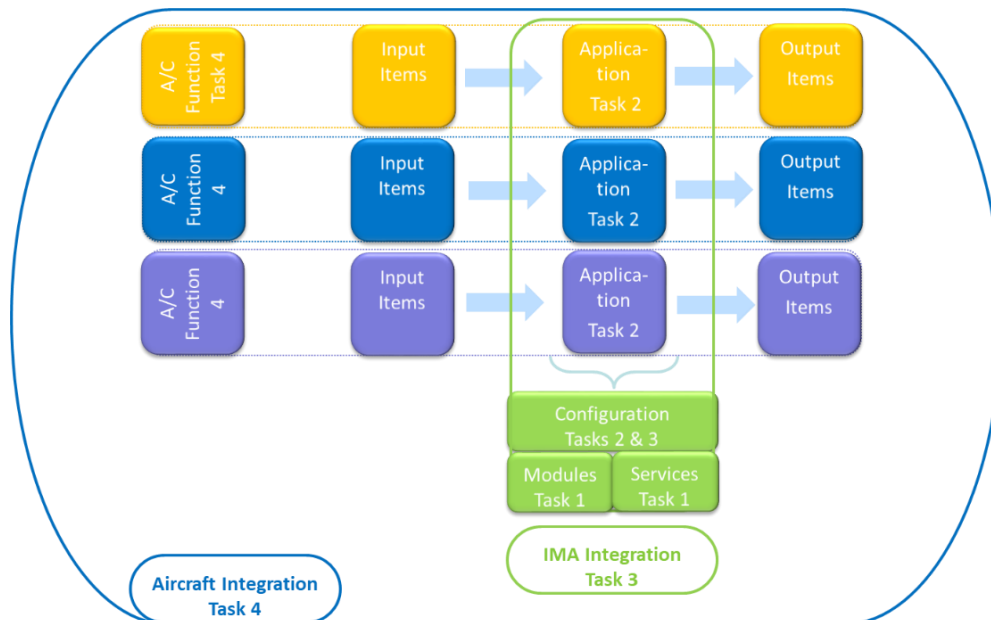 A/C
Function
Task 4
Input
Items
Applica-
tion
Task 2
Output
Items
A/C
Function
4
Input
Items
Applica-
tion
Task 2
Output
Items
A/C
Function
4
Input
Items
Applica-
tion
Task 2
Output
Items
Configuration
Tasks 2 & 3
Modules
Task 1
Services
Task 1
IMA Integration
Task 3
Aircraft Integration
Task 4